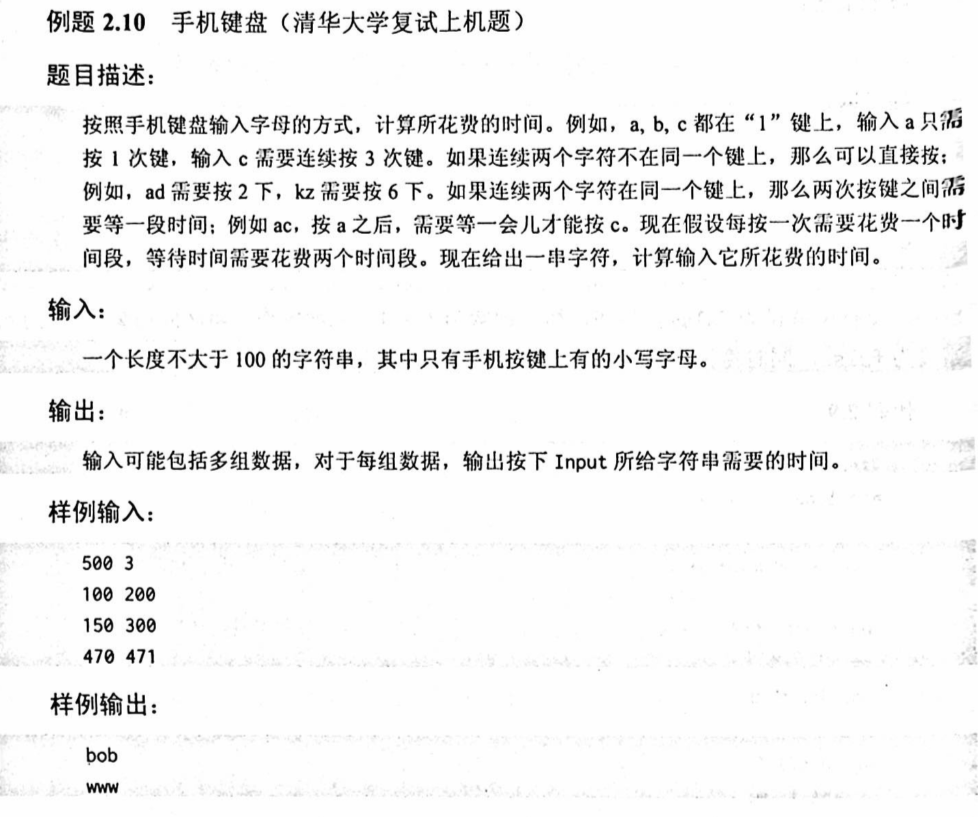 例题 2.10 手机键盘（清华大学复试上机题）
题目描述：
按照手机键盘输入字母的方式，计算所花费的时间。例如，a, b, c 都在“1”键上，输入 a 只需
按 1 次键，输入 c 需要连续按 3 次键。如果连续两个字符不在同一个键上，那么可以直接按；
例如，ad 需要按 2 下，kz 需要按 6 下。如果连续两个字符在同一个键上，那么两次按键之间需
要等一段时间；例如 ac，按 a 之后，需要等一会儿才能按 c。现在假设每按一次需要花费一个时
间段，等待时间需要花费两个时间段。现在给出一串字符，计算输入它所花费的时间。
输入：
一个长度不大于 100 的字符串，其中只有手机按键上有的小写字母。
输出：
输入可能包括多组数据，对于每组数据，输出按下 Input 所给字符串需要的时间。
样例输入：
500 3
100 200
150 300
470 471
样例输出：
bob
www